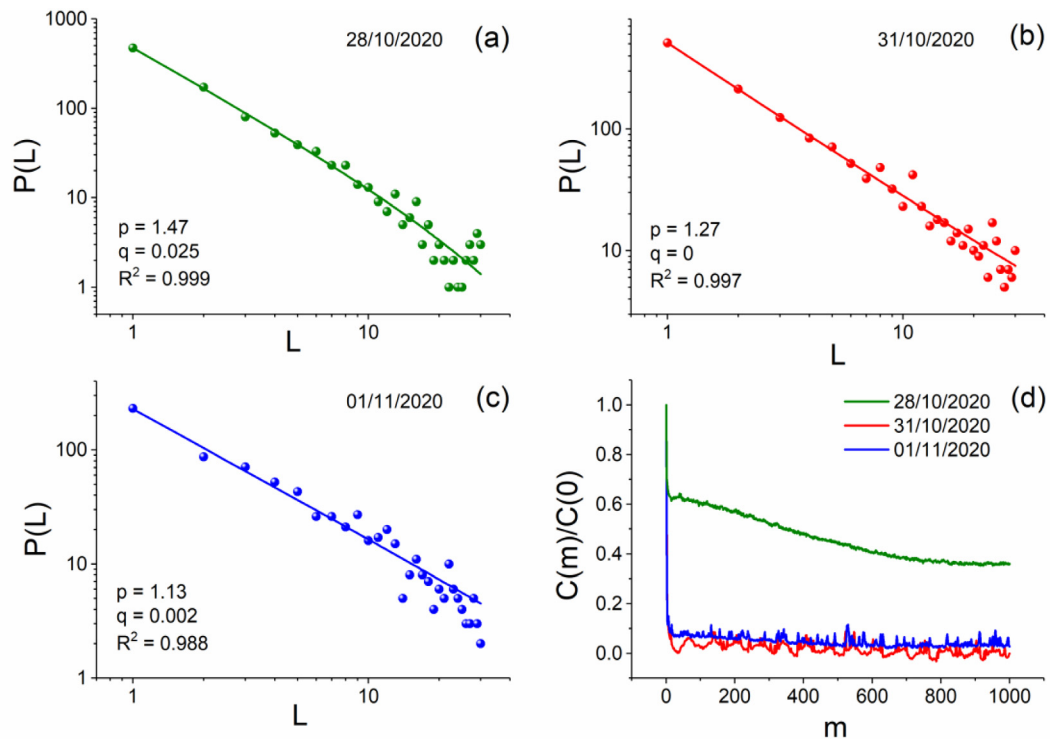 1000
28/10/2020
(a)
100
P(L)
10
p = 1.47
q = 0.025
R² = 0.999
1
1
10
L
31/10/2020
(b)
100
P(L)
p = 1.27
10
q = 0
R² = 0.997
1
10
L
01/11/2020
(c)
100
P(L)
10
p = 1.13
q = 0.002
R² = 0.988
1
1
10
L
(d)
1.0
28/10/2020
31/10/2020
0.8
01/11/2020
0.6
C(m)/C(0)
0.4
0.2
0.0
0
200
400
600
800
1000
m